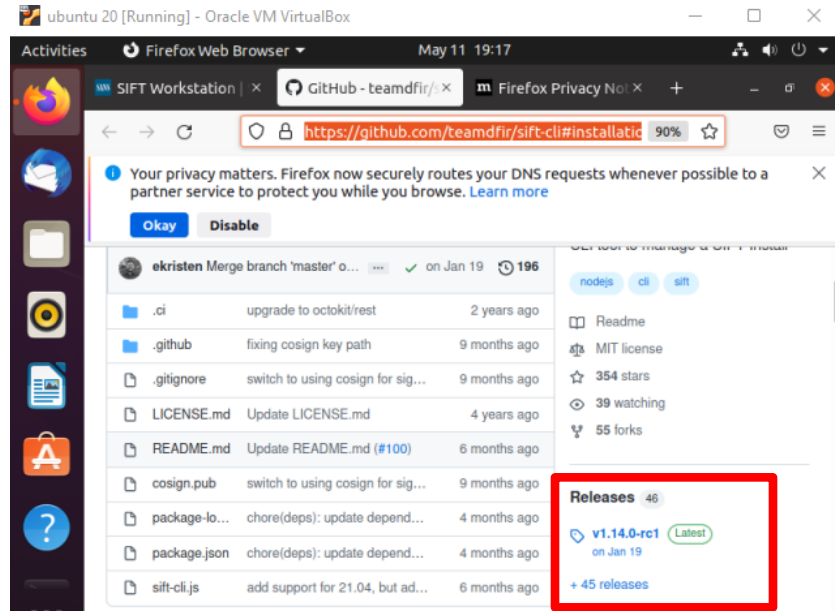 ubuntu 20 [Running] - Oracle VM VirtualBox
Activities Firefox Web Browser May 11 19:17
SIFT Workstation | GitHub - teamdfir/s Firefox Privacy Not
https://github.com/teamdfir/sift-cli#installatic 90%
Your privacy matters. Firefox now securely routes your DNS requests whenever possible to a
partner service to protect you while you browse. Learn more
Okay Disable
ekristen Merge branch 'master' o... on Jan 19 196
nodejs cli sift
.ci upgrade to octokit/rest 2 years ago
.github fixing cosign key path 9 months ago
.gitignore switch to using cosign for sig... 9 months ago
LICENSE.md Update LICENSE.md 4 years ago
README.md Update README.md (#100) 6 months ago
cosign.pub switch to using cosign for sig... 9 months ago
package-lo... chore(deps): update depend... 4 months ago
package.json chore(deps): update depend... 4 months ago
sift-cli.js add support for 21.04, but ad... 6 months ago
Readme
MIT license
354 stars
39 watching
55 forks
Releases 46
v1.14.0-rc1 Latest
on Jan 19
+ 45 releases